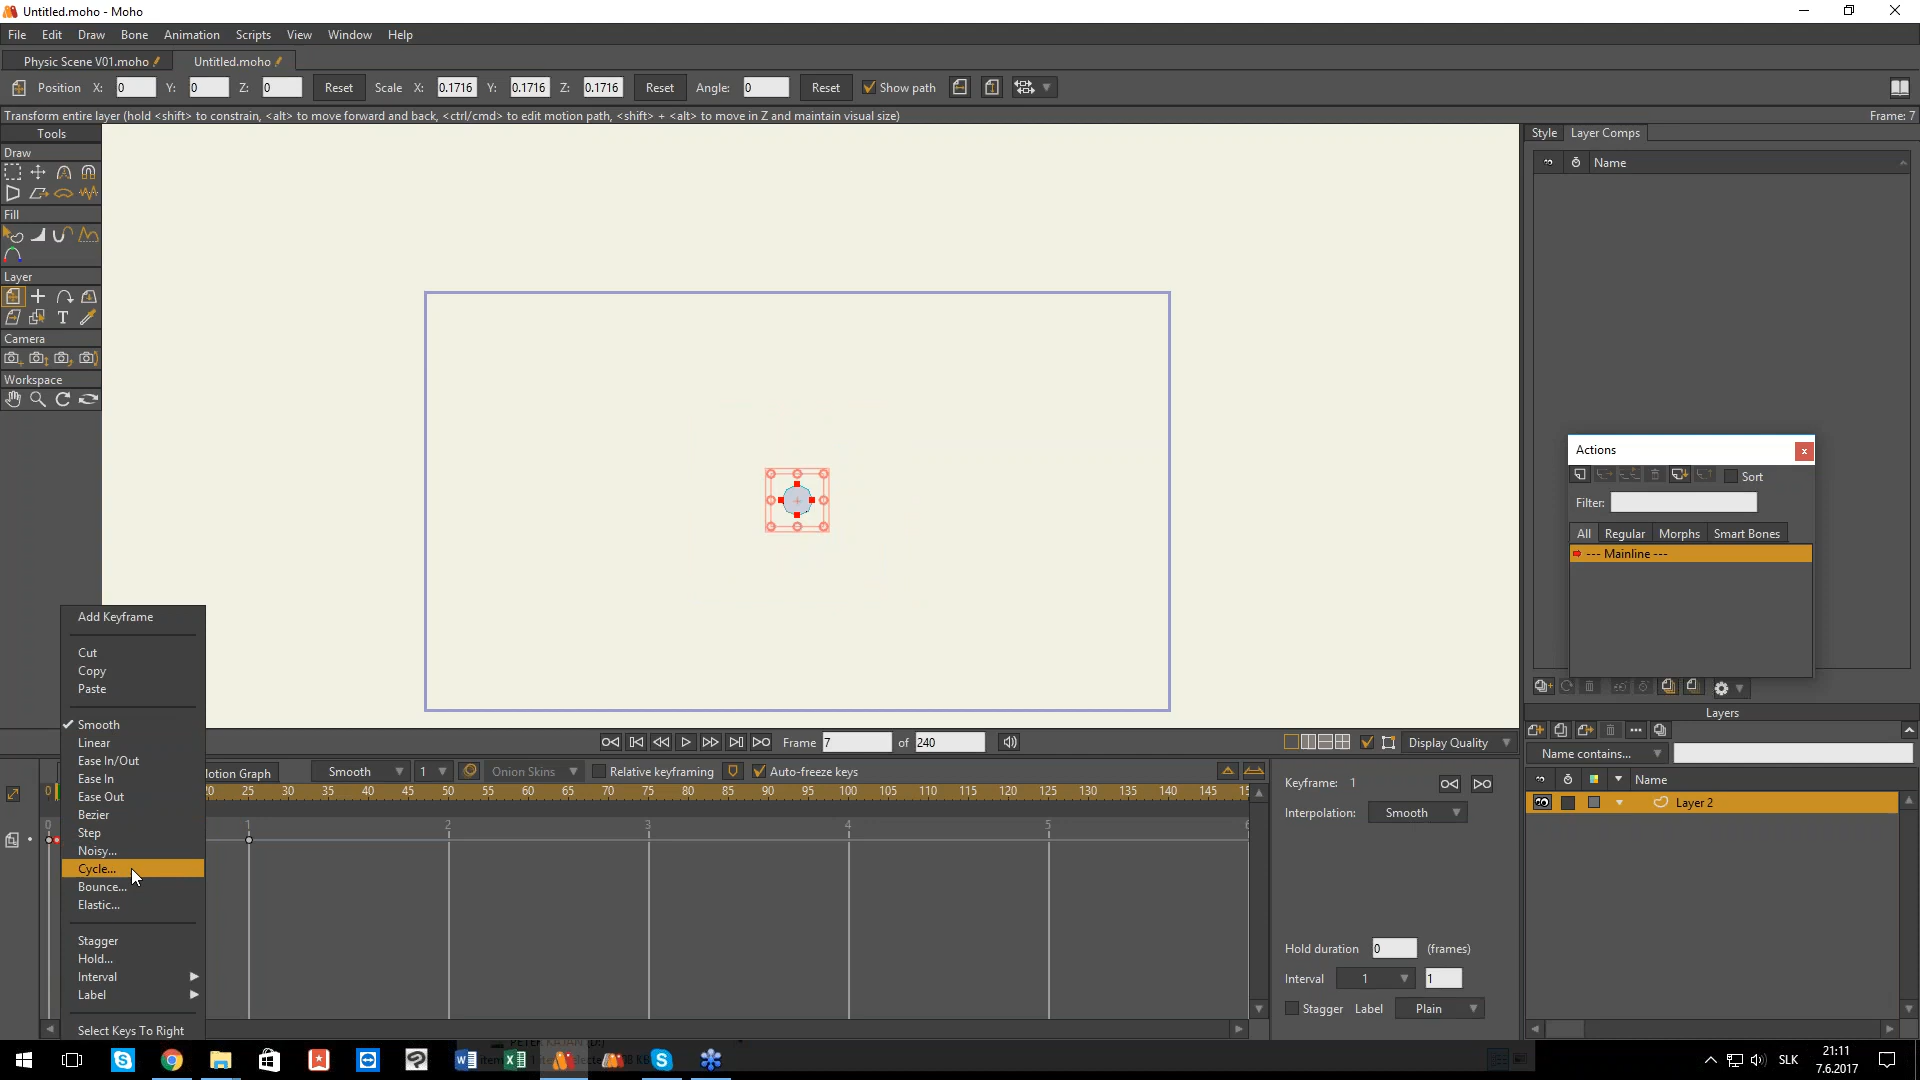 Untitled.moho - Moho
File Edit Draw Bone Animation Scripts View Window Help
Physic Scene V01.moho Untitled.moho
Position X: 0 Y: 0 Z: 0 Reset Scale X: 0.1716 Y: 0.1716 Z: 0.1716 Reset Angle: 0 Reset Show path
Transform entire layer (hold <shift> to constrain, <alt> to move forward and back, <ctrl/cmd> to edit motion path, <shift> + <alt> to move in Z and maintain visual size) Frame: 7
Tools
Draw
Fill
Layer
Camera
Workspace
Style Layer Comps
Name
Actions
Sort
Filter:
All Regular Morphs Smart Bones
--- Mainline ---
Add Keyframe
Cut
Copy
Paste
Smooth
Linear
Ease In/Out
Ease In
Ease Out
Bezier
Step
Noisy...
Cycle...
Bounce...
Elastic...
Stagger
Hold...
Interval
Label
Select Keys To Right
Frame 7 of 240 Display Quality
Motion Graph Smooth 1 Onion Skins Relative keyframing Auto-freeze keys
0 20 25 30 35 40 45 50 55 60 65 70 75 80 85 90 95 100 105 110 115 120 125 130 135 140 145 15
0 1 2 3 4 5 6
Keyframe: 1
Interpolation: Smooth
Hold duration 0 (frames)
Interval 1 1
Stagger Label Plain
Layers
Name contains...
Name
Layer 2
SLK
21:11
7.6.2017